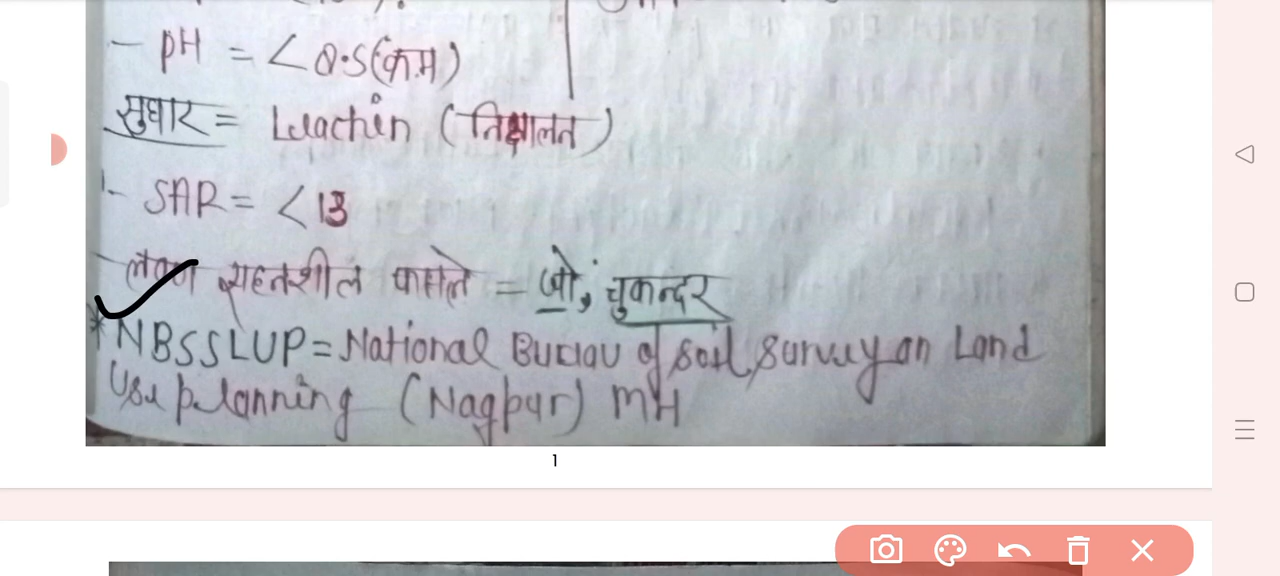 - pH = <8.5(कम)
सुधार = Leachin (निक्षालन)
- SAR = <13
- लवण सहनशील फसले = जो, चुकन्दर
*NBSSLUP=National Bureau of Soil Survey on Land
Use planning (Nagpur) MH
1